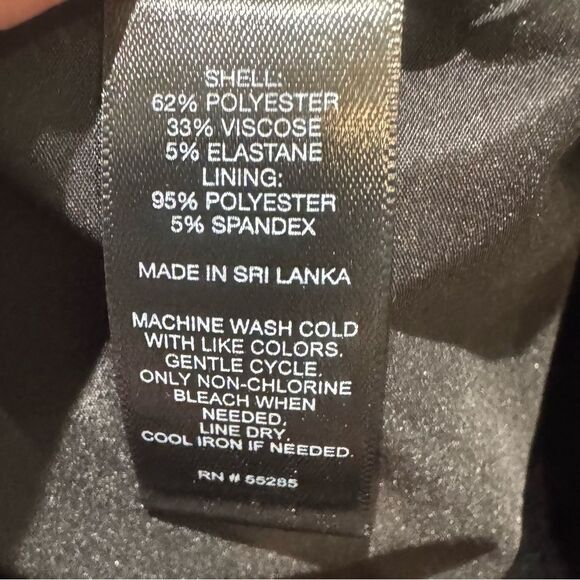 SHELL:
62% POLYESTER
33% VISCOSE
5% ELASTANE
LINING:
95% POLYESTER
5% SPANDEX
MADE IN SRI LANKA
MACHINE WASH COLD
WITH LIKE COLORS.
GENTLE CYCLE.
ONLY NON-CHLORINE
BLEACH WHEN
NEEDED.
LINE DRY.
COOL IRON IF NEEDED.
RN # 55285